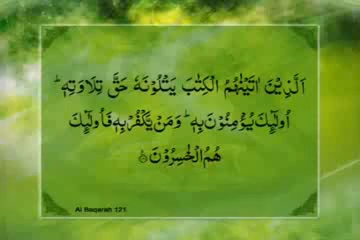 اَلَّذِيْنَ اٰتَيْنٰهُمُ الْكِتٰبَ يَتْلُوْنَهٗ حَقَّ تِلَاوَتِهٖ ؕ
اُولٰٓئِكَ يُؤْمِنُوْنَ بِهٖ ؕ وَمَنْ يَّكْفُرْ بِهٖ فَاُولٰٓئِكَ
هُمُ الْخٰسِرُوْنَ
Al Baqarah 121